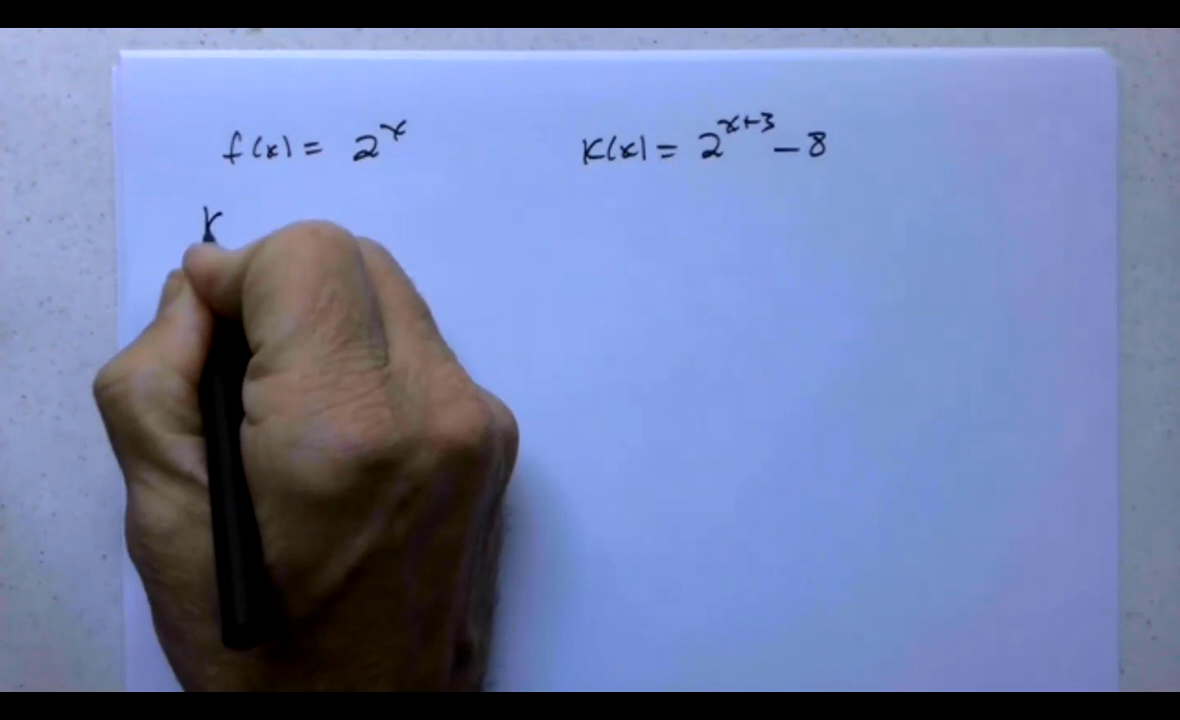 f(x) = 2^x K(x) = 2^{x+3} - 8
K